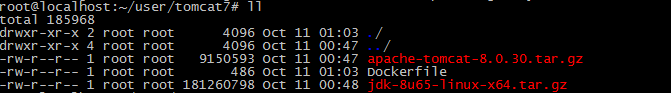 root@localhost:~/user/tomcat7# ll
total 185968
drwxr-xr-x 2 root root 4096 Oct 11 01:03 ./
drwxr-xr-x 4 root root 4096 Oct 11 00:47 ../
-rw-r--r-- 1 root root 9150593 Oct 11 00:47 apache-tomcat-8.0.30.tar.gz
-rw-r--r-- 1 root root 486 Oct 11 01:03 Dockerfile
-rw-r--r-- 1 root root 181260798 Oct 11 00:48 jdk-8u65-linux-x64.tar.gz